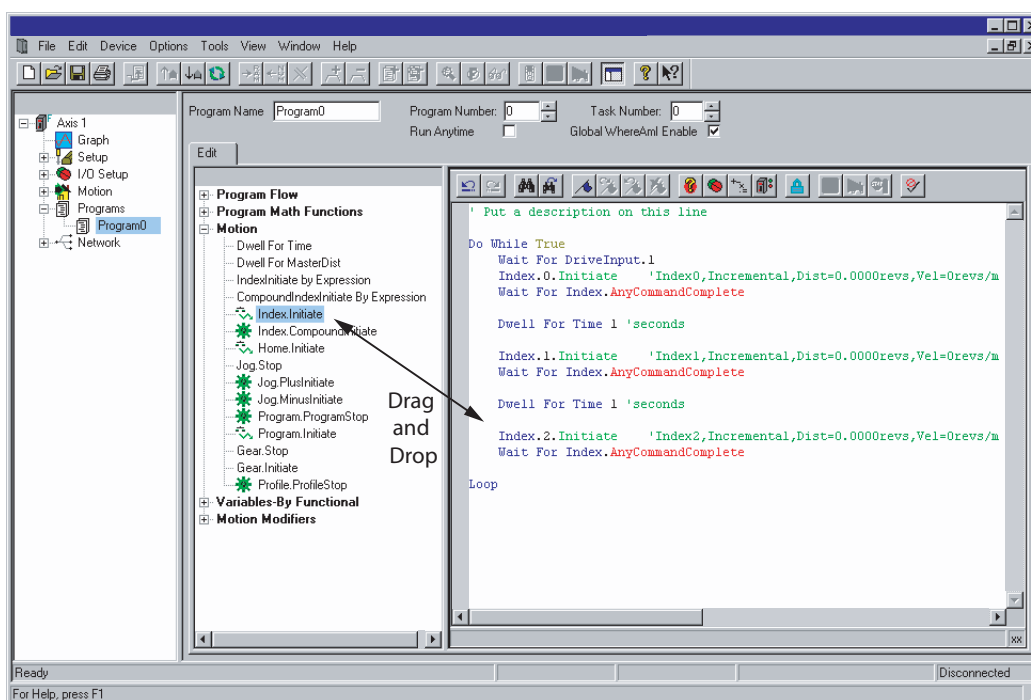 File Edit Device Options Tools View Window Help
Program Name Program0 Program Number: 0 Task Number: 0
Run Anytime Global WhereAmI Enable
Edit
Axis 1
Graph
Setup
I/O Setup
Motion
Programs
Program0
Network
Program Flow
Program Math Functions
Motion
Dwell For Time
Dwell For MasterDist
IndexInitiate by Expression
CompoundIndexInitiate By Expression
Index.Initiate
Index.CompoundInitiate
Home.Initiate
Jog.Stop
Jog.PlusInitiate
Jog.MinusInitiate
Program.ProgramStop
Program.Initiate
Gear.Stop
Gear.Initiate
Profile.ProfileStop
Variables-By Functional
Motion Modifiers
Drag
and
Drop
' Put a description on this line
Do While True
Wait For DriveInput.1
Index.0.Initiate 'Index0,Incremental,Dist=0.0000revs,Vel=0revs/m
Wait For Index.AnyCommandComplete
Dwell For Time 1 'seconds
Index.1.Initiate 'Index1,Incremental,Dist=0.0000revs,Vel=0revs/m
Wait For Index.AnyCommandComplete
Dwell For Time 1 'seconds
Index.2.Initiate 'Index2,Incremental,Dist=0.0000revs,Vel=0revs/m
Wait For Index.AnyCommandComplete
Loop
xx
Ready Disconnected
For Help, press F1